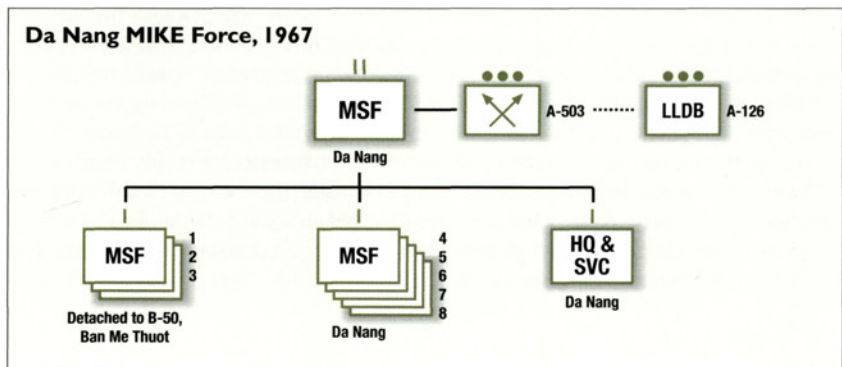 Da Nang MIKE Force, 1967
MSF
A-503
LLDB
A-126
Da Nang
MSF
1
2
3
Detached to B-50,
Ban Me Thuot
MSF
4
5
6
7
8
Da Nang
HQ &
SVC
Da Nang